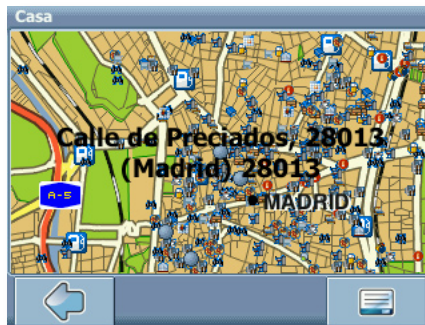 Casa
Calle de Preciados, 28013,
(Madrid) 28013
A-5
MADRID